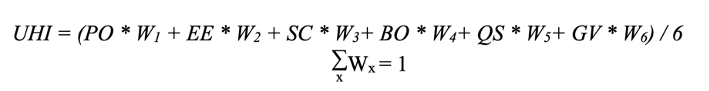 UHI = (PO * W₁ + EE * W₂ + SC * W₃+ BO * W₄+ QS * W₅+ GV * W₆) / 6
∑Wₓ = 1
x